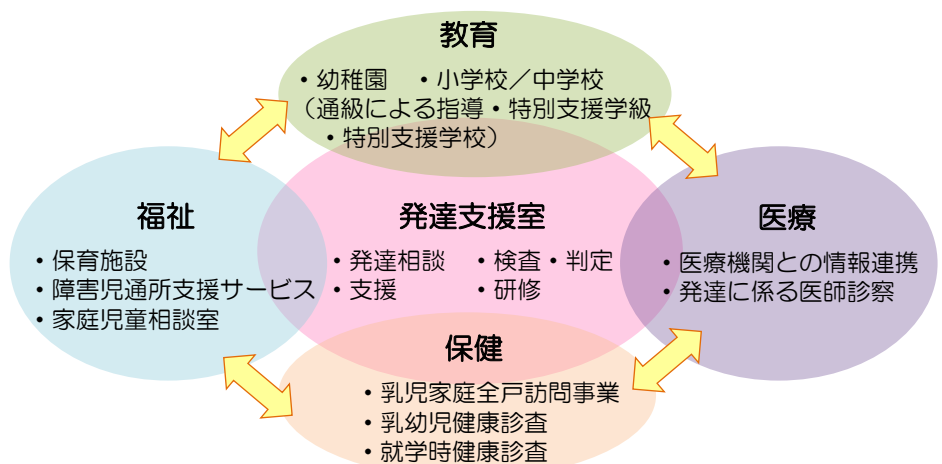 教育
・幼稚園　・小学校／中学校
（通級による指導・特別支援学級
・特別支援学校）
福祉
・保育施設
・障害児通所支援サービス
・家庭児童相談室
発達支援室
・発達相談　・検査・判定
・支援　・研修
医療
・医療機関との情報連携
・発達に係る医師診察
保健
・乳児家庭全戸訪問事業
・乳幼児健康診査
・就学時健康診査